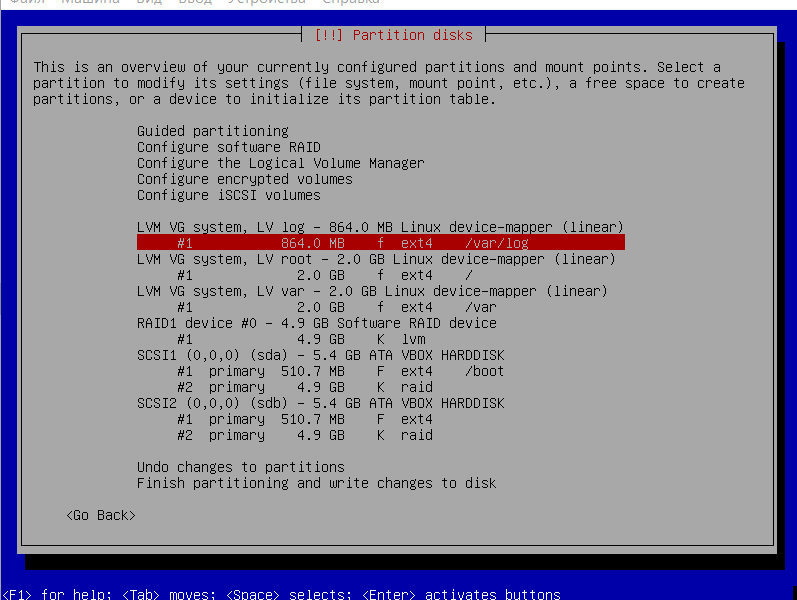 Файл Машина Вид Ввод Устройства Справка
[!!] Partition disks
This is an overview of your currently configured partitions and mount points. Select a
partition to modify its settings (file system, mount point, etc.), a free space to create
partitions, or a device to initialize its partition table.
Guided partitioning
Configure software RAID
Configure the Logical Volume Manager
Configure encrypted volumes
Configure iSCSI volumes
LVM VG system, LV log – 864.0 MB Linux device-mapper (linear)
#1 864.0 MB f ext4 /var/log
LVM VG system, LV root – 2.0 GB Linux device-mapper (linear)
#1 2.0 GB f ext4 /
LVM VG system, LV var – 2.0 GB Linux device-mapper (linear)
#1 2.0 GB f ext4 /var
RAID1 device #0 – 4.9 GB Software RAID device
#1 4.9 GB K lvm
SCSI1 (0,0,0) (sda) – 5.4 GB ATA VBOX HARDDISK
#1 primary 510.7 MB F ext4 /boot
#2 primary 4.9 GB K raid
SCSI2 (0,0,0) (sdb) – 5.4 GB ATA VBOX HARDDISK
#1 primary 510.7 MB F ext4
#2 primary 4.9 GB K raid
Undo changes to partitions
Finish partitioning and write changes to disk
<Go Back>
<F1> for help; <Tab> moves; <Space> selects; <Enter> activates buttons